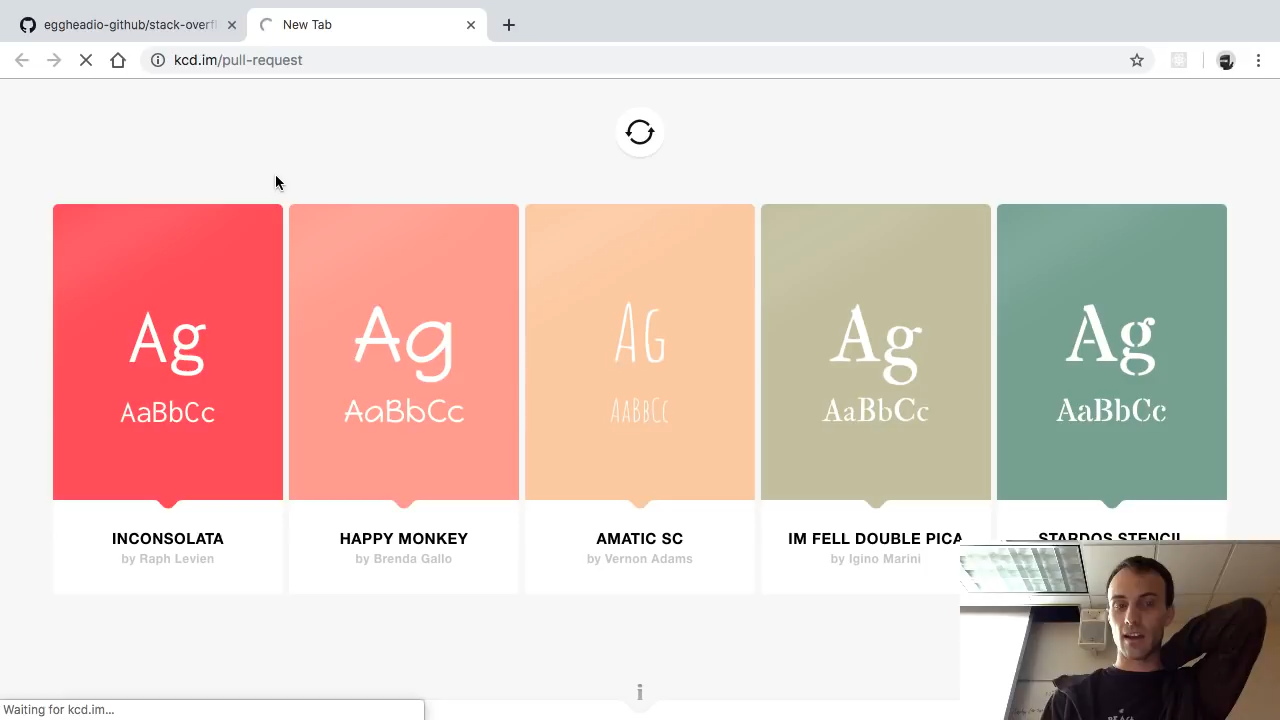 eggheadio-github/stack-overfl
New Tab
kcd.im/pull-request
Ag
AaBbCc
INCONSOLATA
by Raph Levien
Ag
AaBbCc
HAPPY MONKEY
by Brenda Gallo
AG
AABBCC
AMATIC SC
by Vernon Adams
Ag
AaBbCc
IM FELL DOUBLE PICA
by Igino Marini
Ag
AaBbCc
STARDOS STENCIL
i
Waiting for kcd.im...